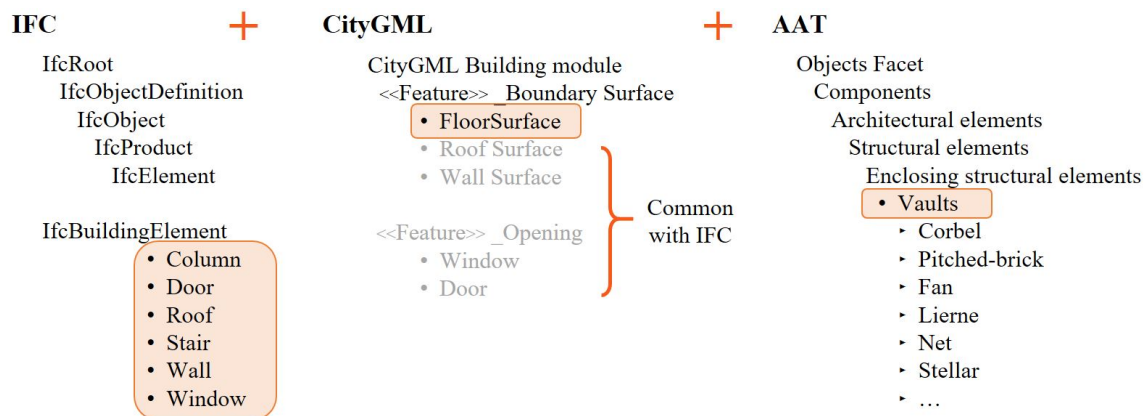 IFC + CityGML + AAT
IfcRoot
IfcObjectDefinition
IfcObject
IfcProduct
IfcElement
IfcBuildingElement
• Column
• Door
• Roof
• Stair
• Wall
• Window
CityGML Building module
<<Feature>> _Boundary Surface
• FloorSurface
• Roof Surface
• Wall Surface
<<Feature>> _Opening
• Window
• Door
Common
with IFC
Objects Facet
Components
Architectural elements
Structural elements
Enclosing structural elements
• Vaults
‣ Corbel
‣ Pitched-brick
‣ Fan
‣ Lierne
‣ Net
‣ Stellar
‣ …